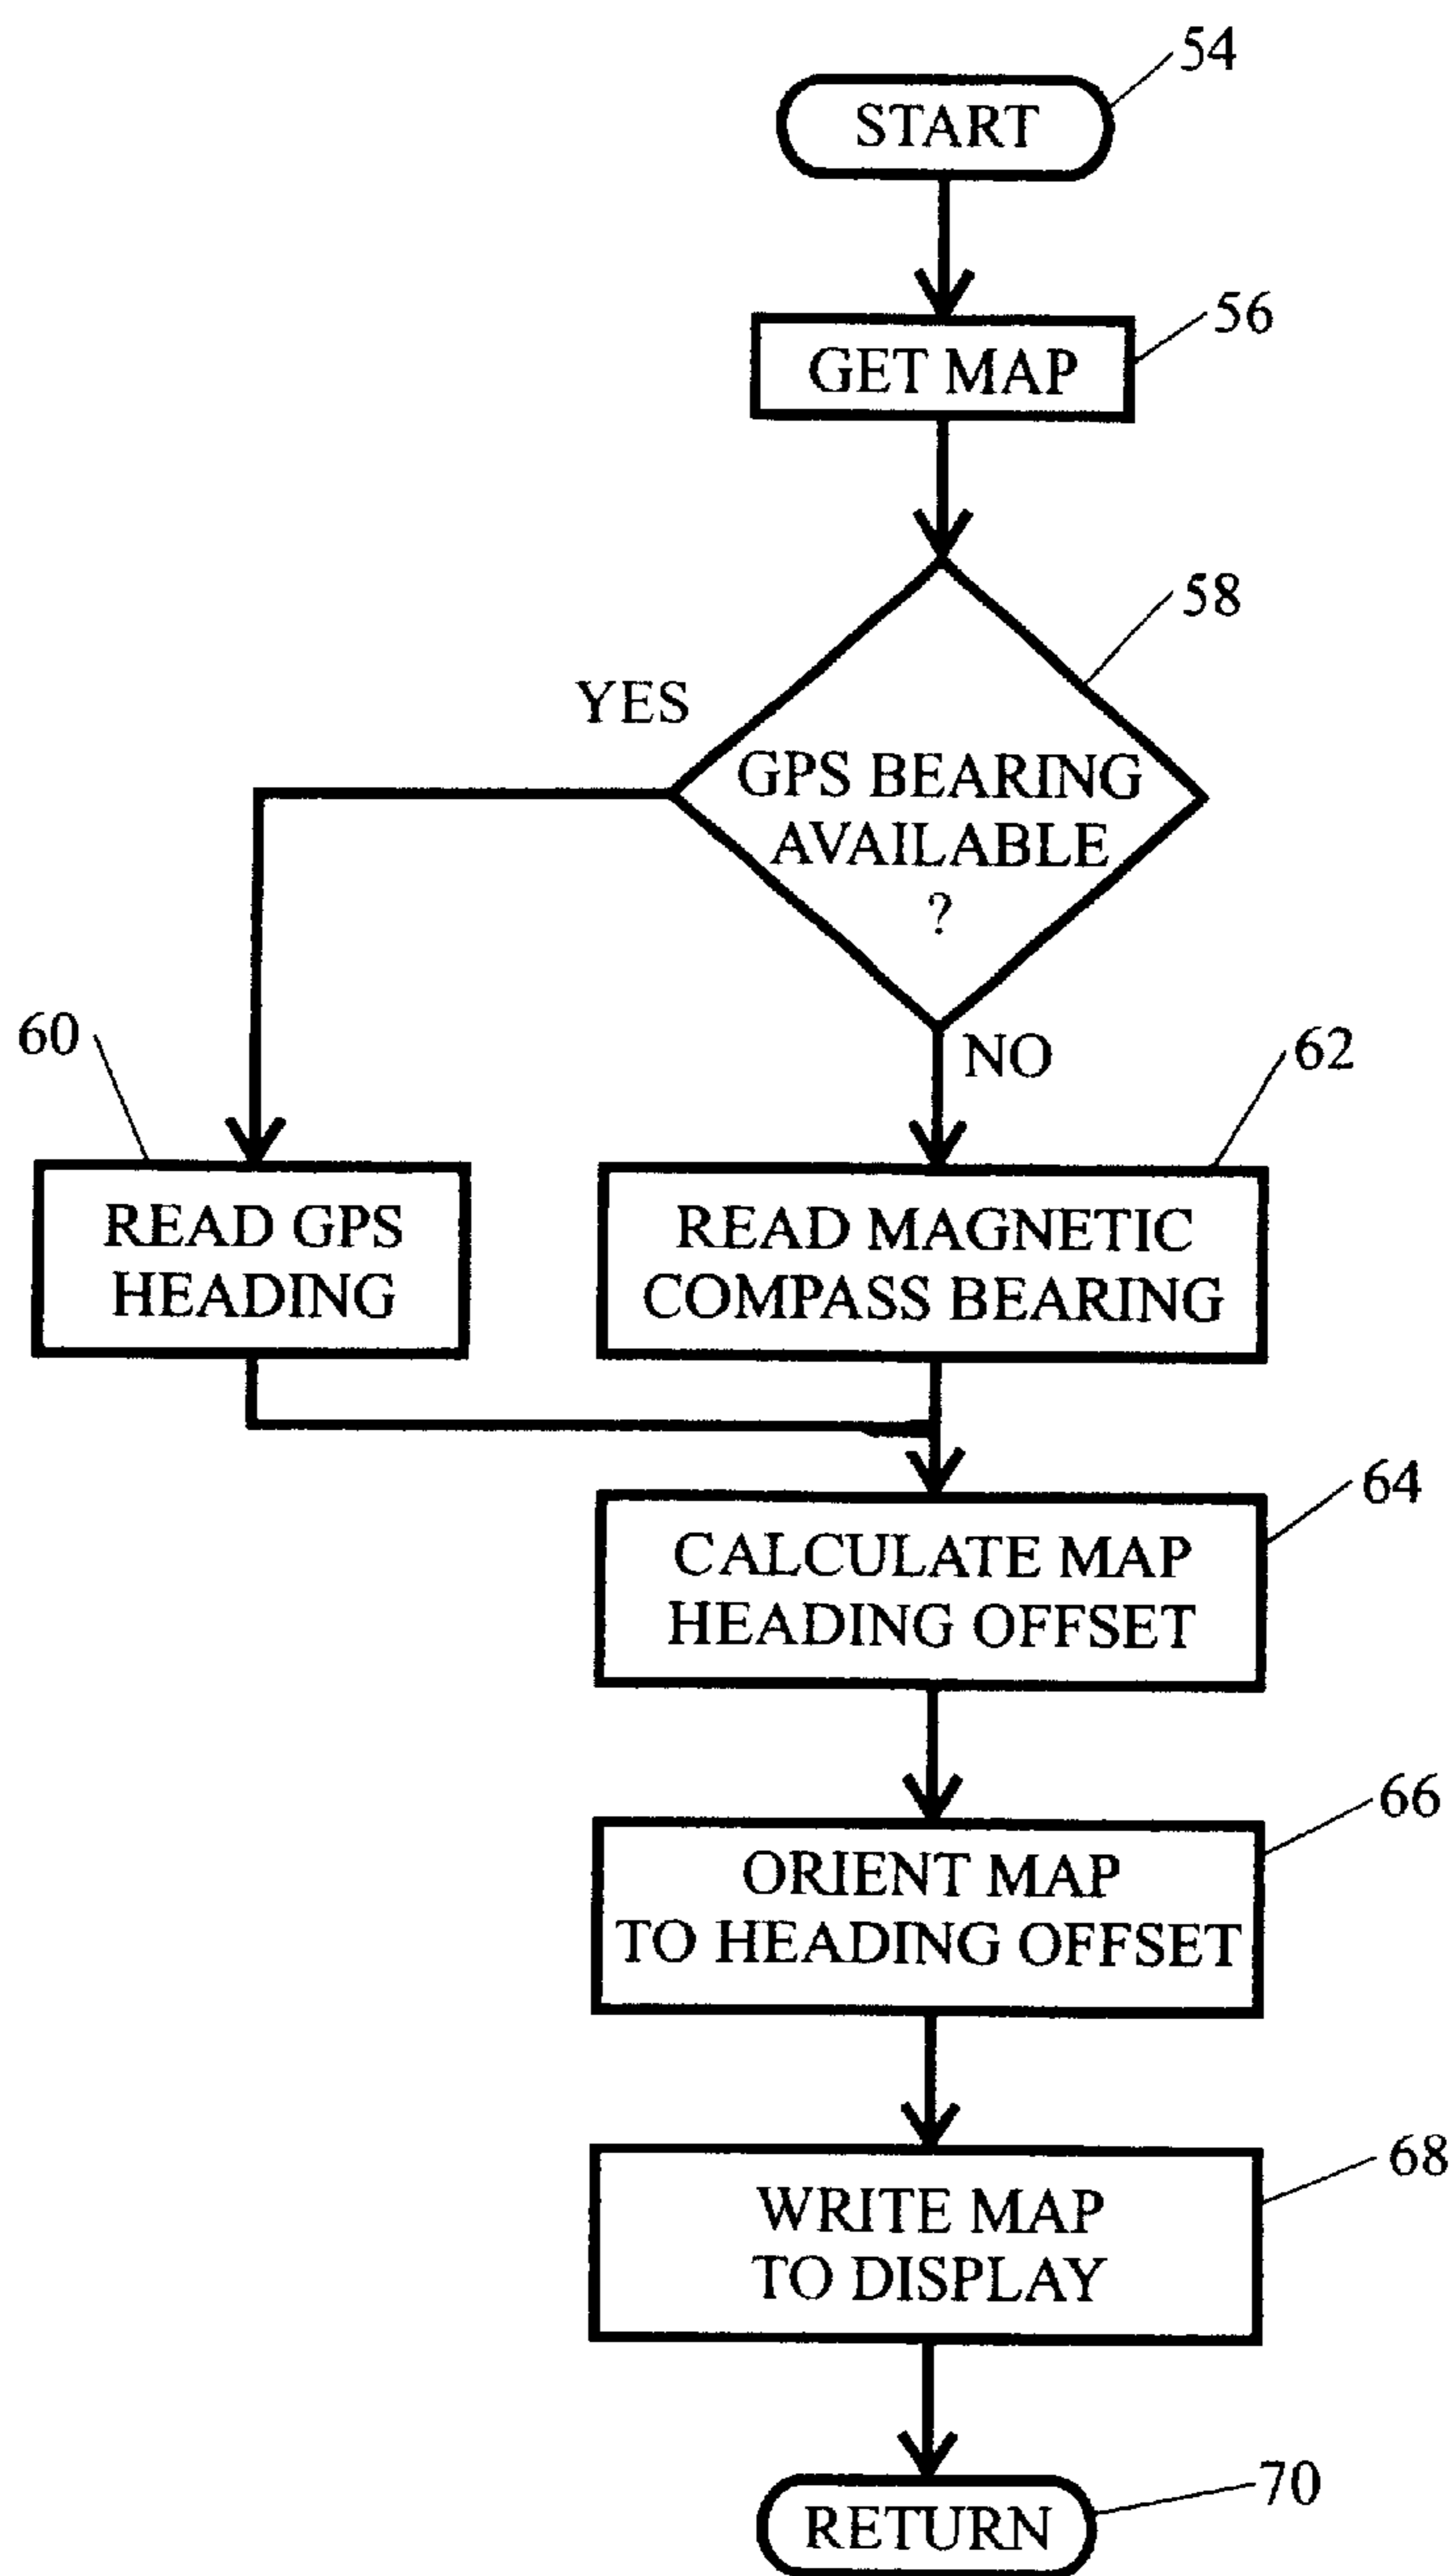 54
START
56
GET MAP
58
YES
GPS BEARING
AVAILABLE
?
NO
60
62
READ GPS
HEADING
READ MAGNETIC
COMPASS BEARING
64
CALCULATE MAP
HEADING OFFSET
66
ORIENT MAP
TO HEADING OFFSET
68
WRITE MAP
TO DISPLAY
70
RETURN